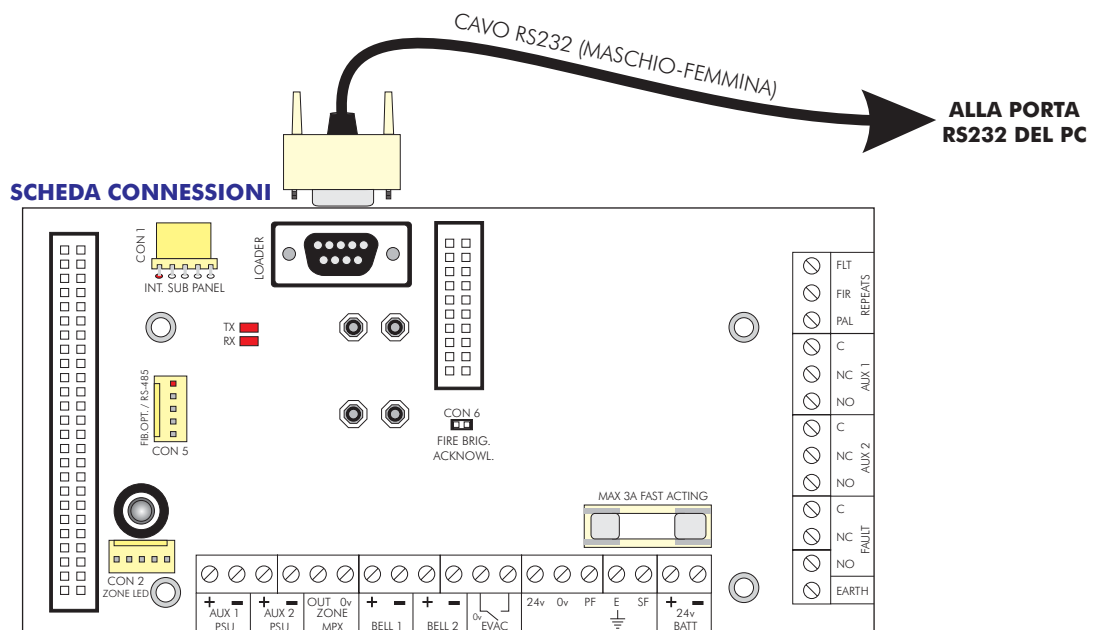 CAVO RS232 (MASCHIO-FEMMINA)
ALLA PORTA
RS232 DEL PC
SCHEDA CONNESSIONI
CON 1
INT. SUB PANEL
LOADER
TX
RX
FIB.OPT. / RS-485
CON 5
CON 6
FIRE BRIG.
ACKNOWL.
CON 2
ZONE LED
MAX 3A FAST ACTING
FLT
FIR
PAL
REPEATS
C
NC
NO
AUX 1
C
NC
NO
AUX 2
C
NC
NO
FAULT
EARTH
+ −
AUX 1
PSU
+ −
AUX 2
PSU
OUT 0v
ZONE
MPX
+ −
BELL 1
+ −
BELL 2
0v
EVAC
24v 0v PF E SF
+ −
24v
BATT